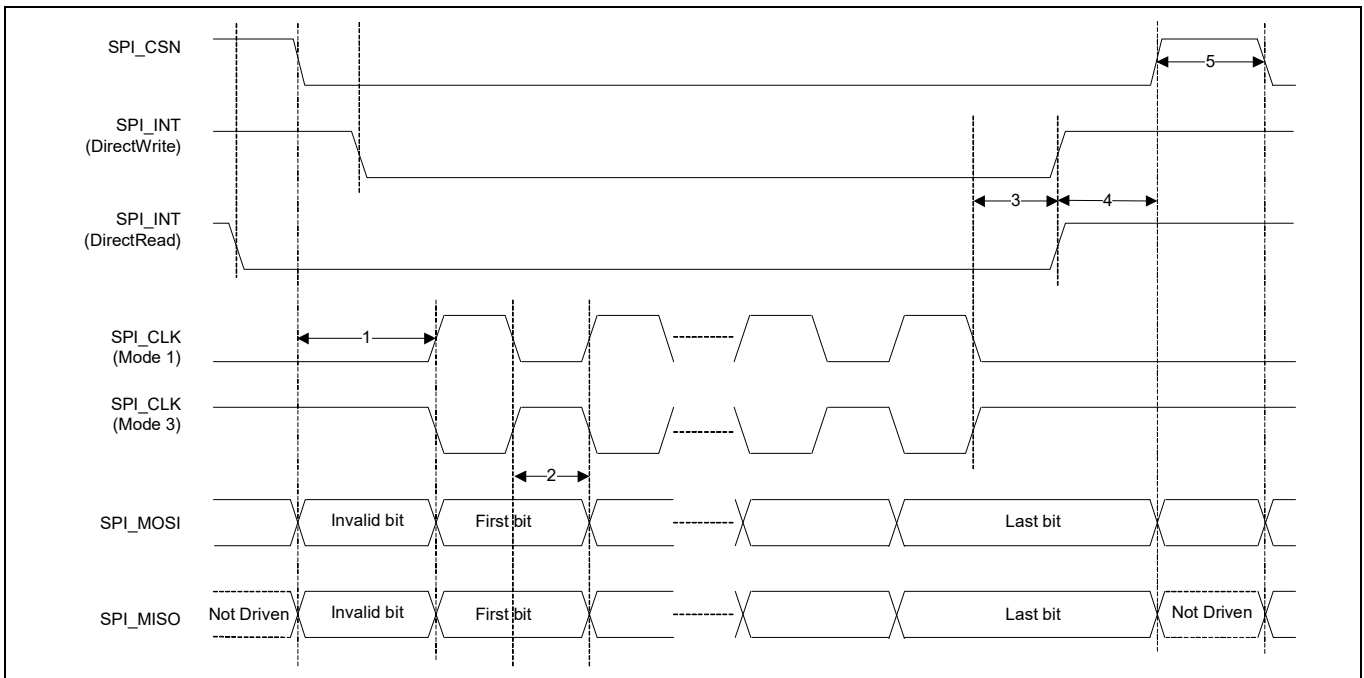 SPI_CSN
5
SPI_INT
(DirectWrite)
3
4
SPI_INT
(DirectRead)
1
SPI_CLK
(Mode 1)
SPI_CLK
(Mode 3)
2
SPI_MOSI
Invalid bit
First bit
Last bit
SPI_MISO
Not Driven
Invalid bit
First bit
Last bit
Not Driven